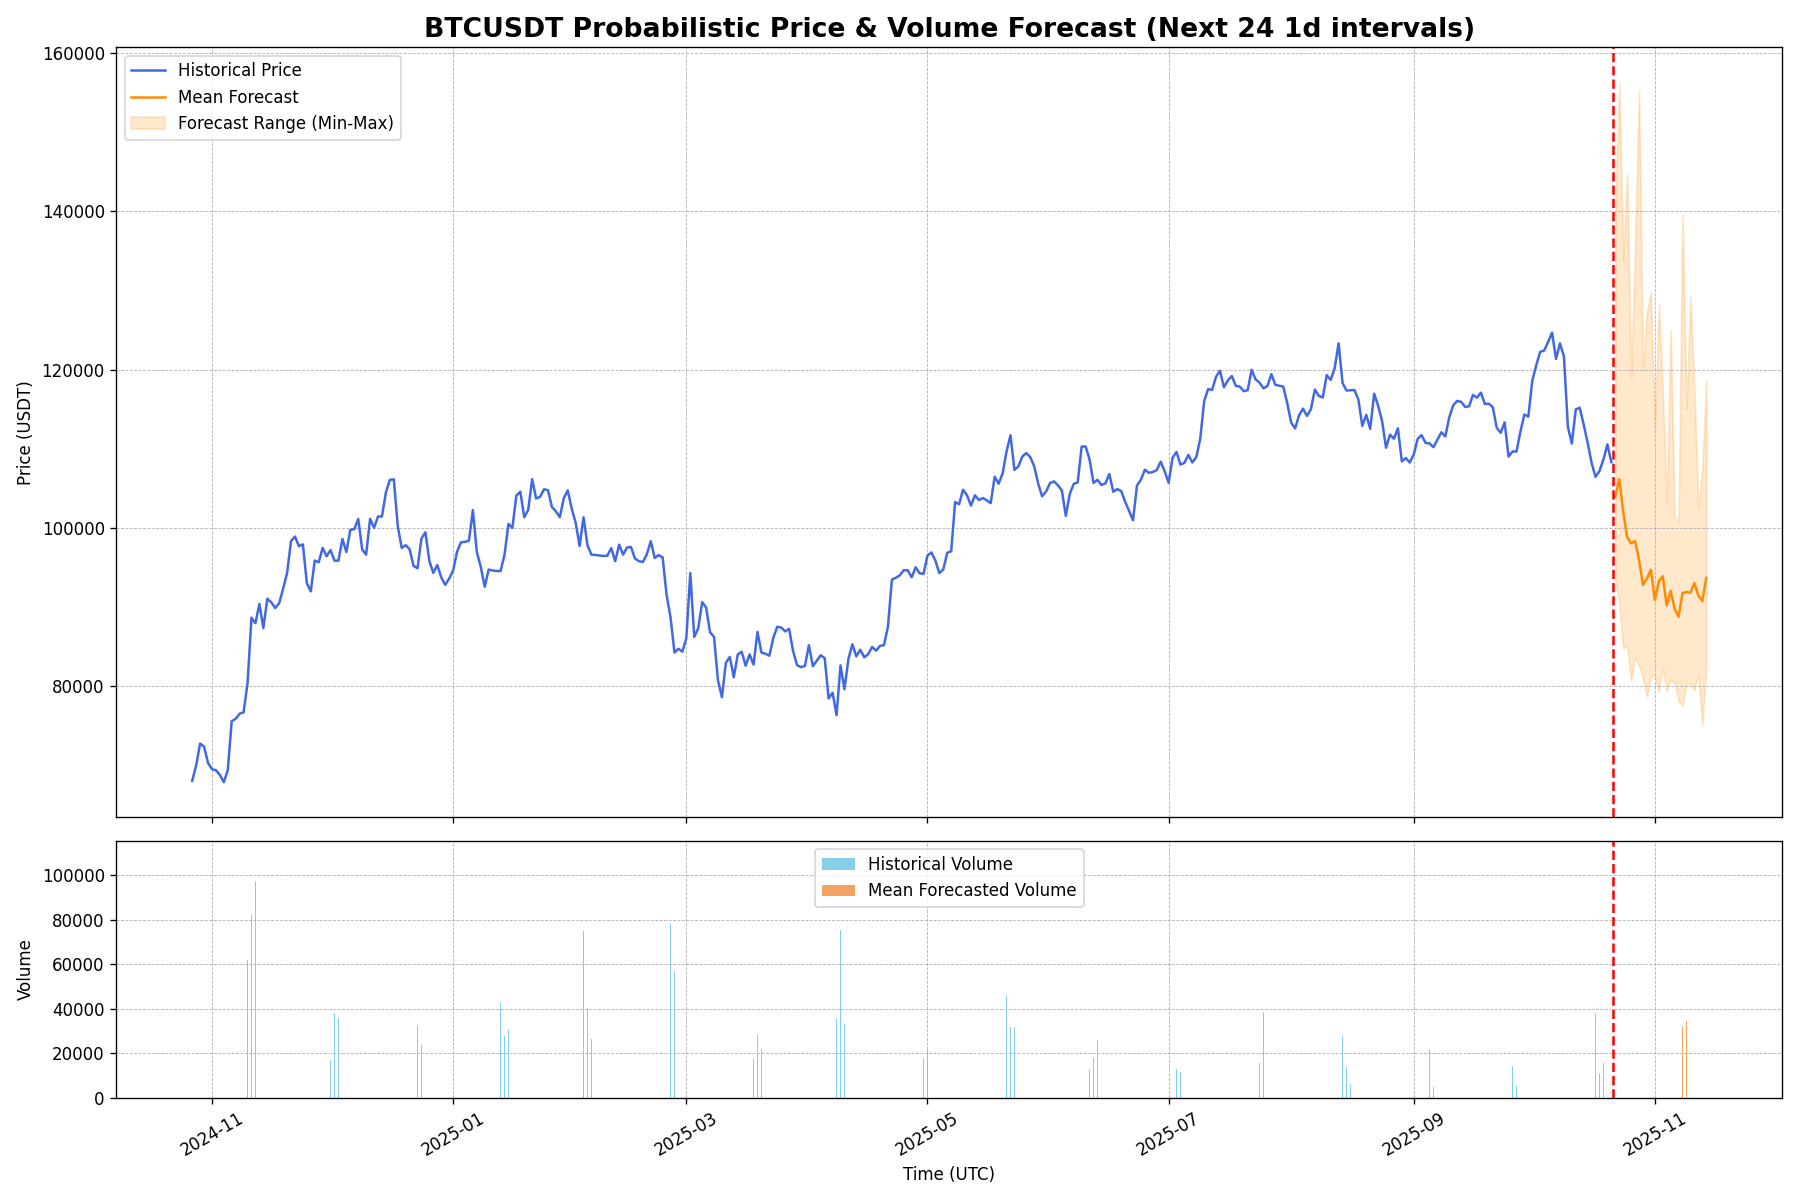 BTCUSDT Probabilistic Price & Volume Forecast (Next 24 1d intervals)
Historical Price
Mean Forecast
Forecast Range (Min-Max)
160000
140000
120000
100000
80000
Price (USDT)
Historical Volume
Mean Forecasted Volume
100000
80000
60000
40000
20000
0
Volume
2024-11
2025-01
2025-03
2025-05
2025-07
2025-09
2025-11
Time (UTC)